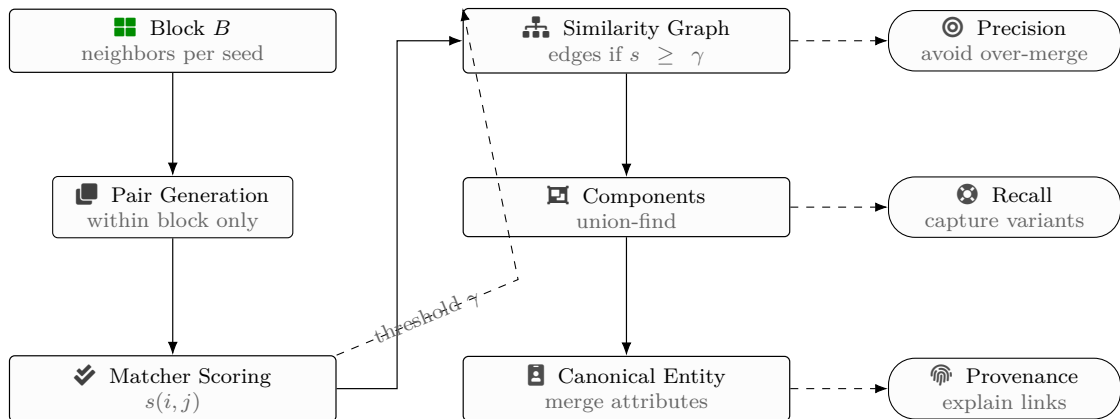 Block B
neighbors per seed
Pair Generation
within block only
Matcher Scoring
s(i, j)
threshold γ
Similarity Graph
edges if s ≥ γ
Components
union-find
Canonical Entity
merge attributes
Precision
avoid over-merge
Recall
capture variants
Provenance
explain links